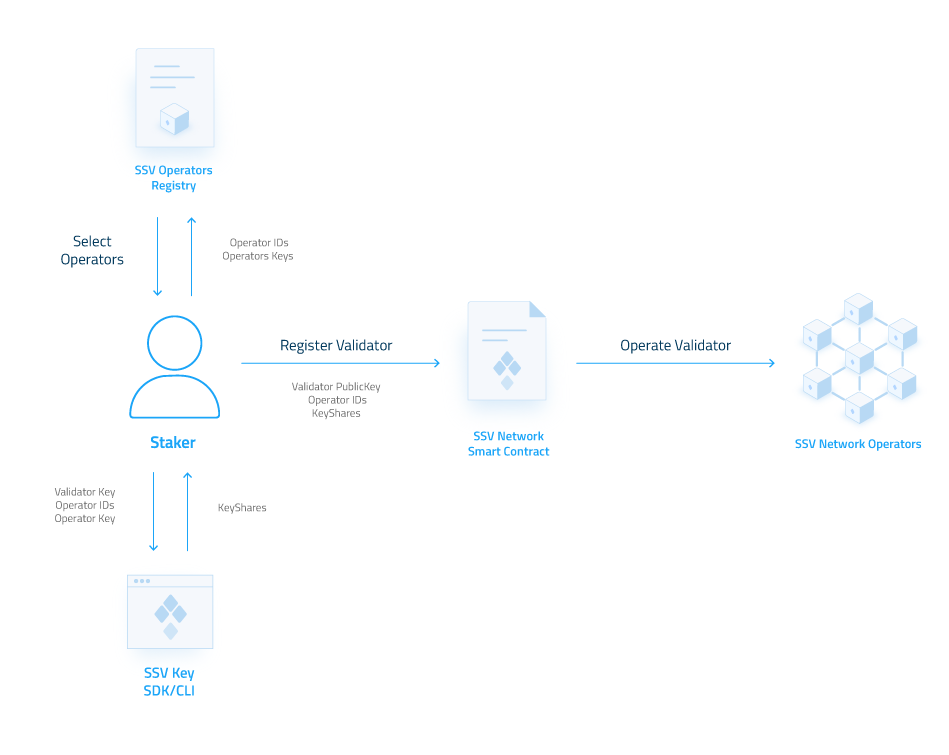 SSV Operators
Registry
Select
Operators
Operator IDs
Operators Keys
Register Validator
Validator PublicKey
Operator IDs
KeyShares
Operate Validator
Staker
SSV Network
Smart Contract
SSV Network Operators
Validator Key
Operator IDs
Operator Key
KeyShares
SSV Key
SDK/CLI